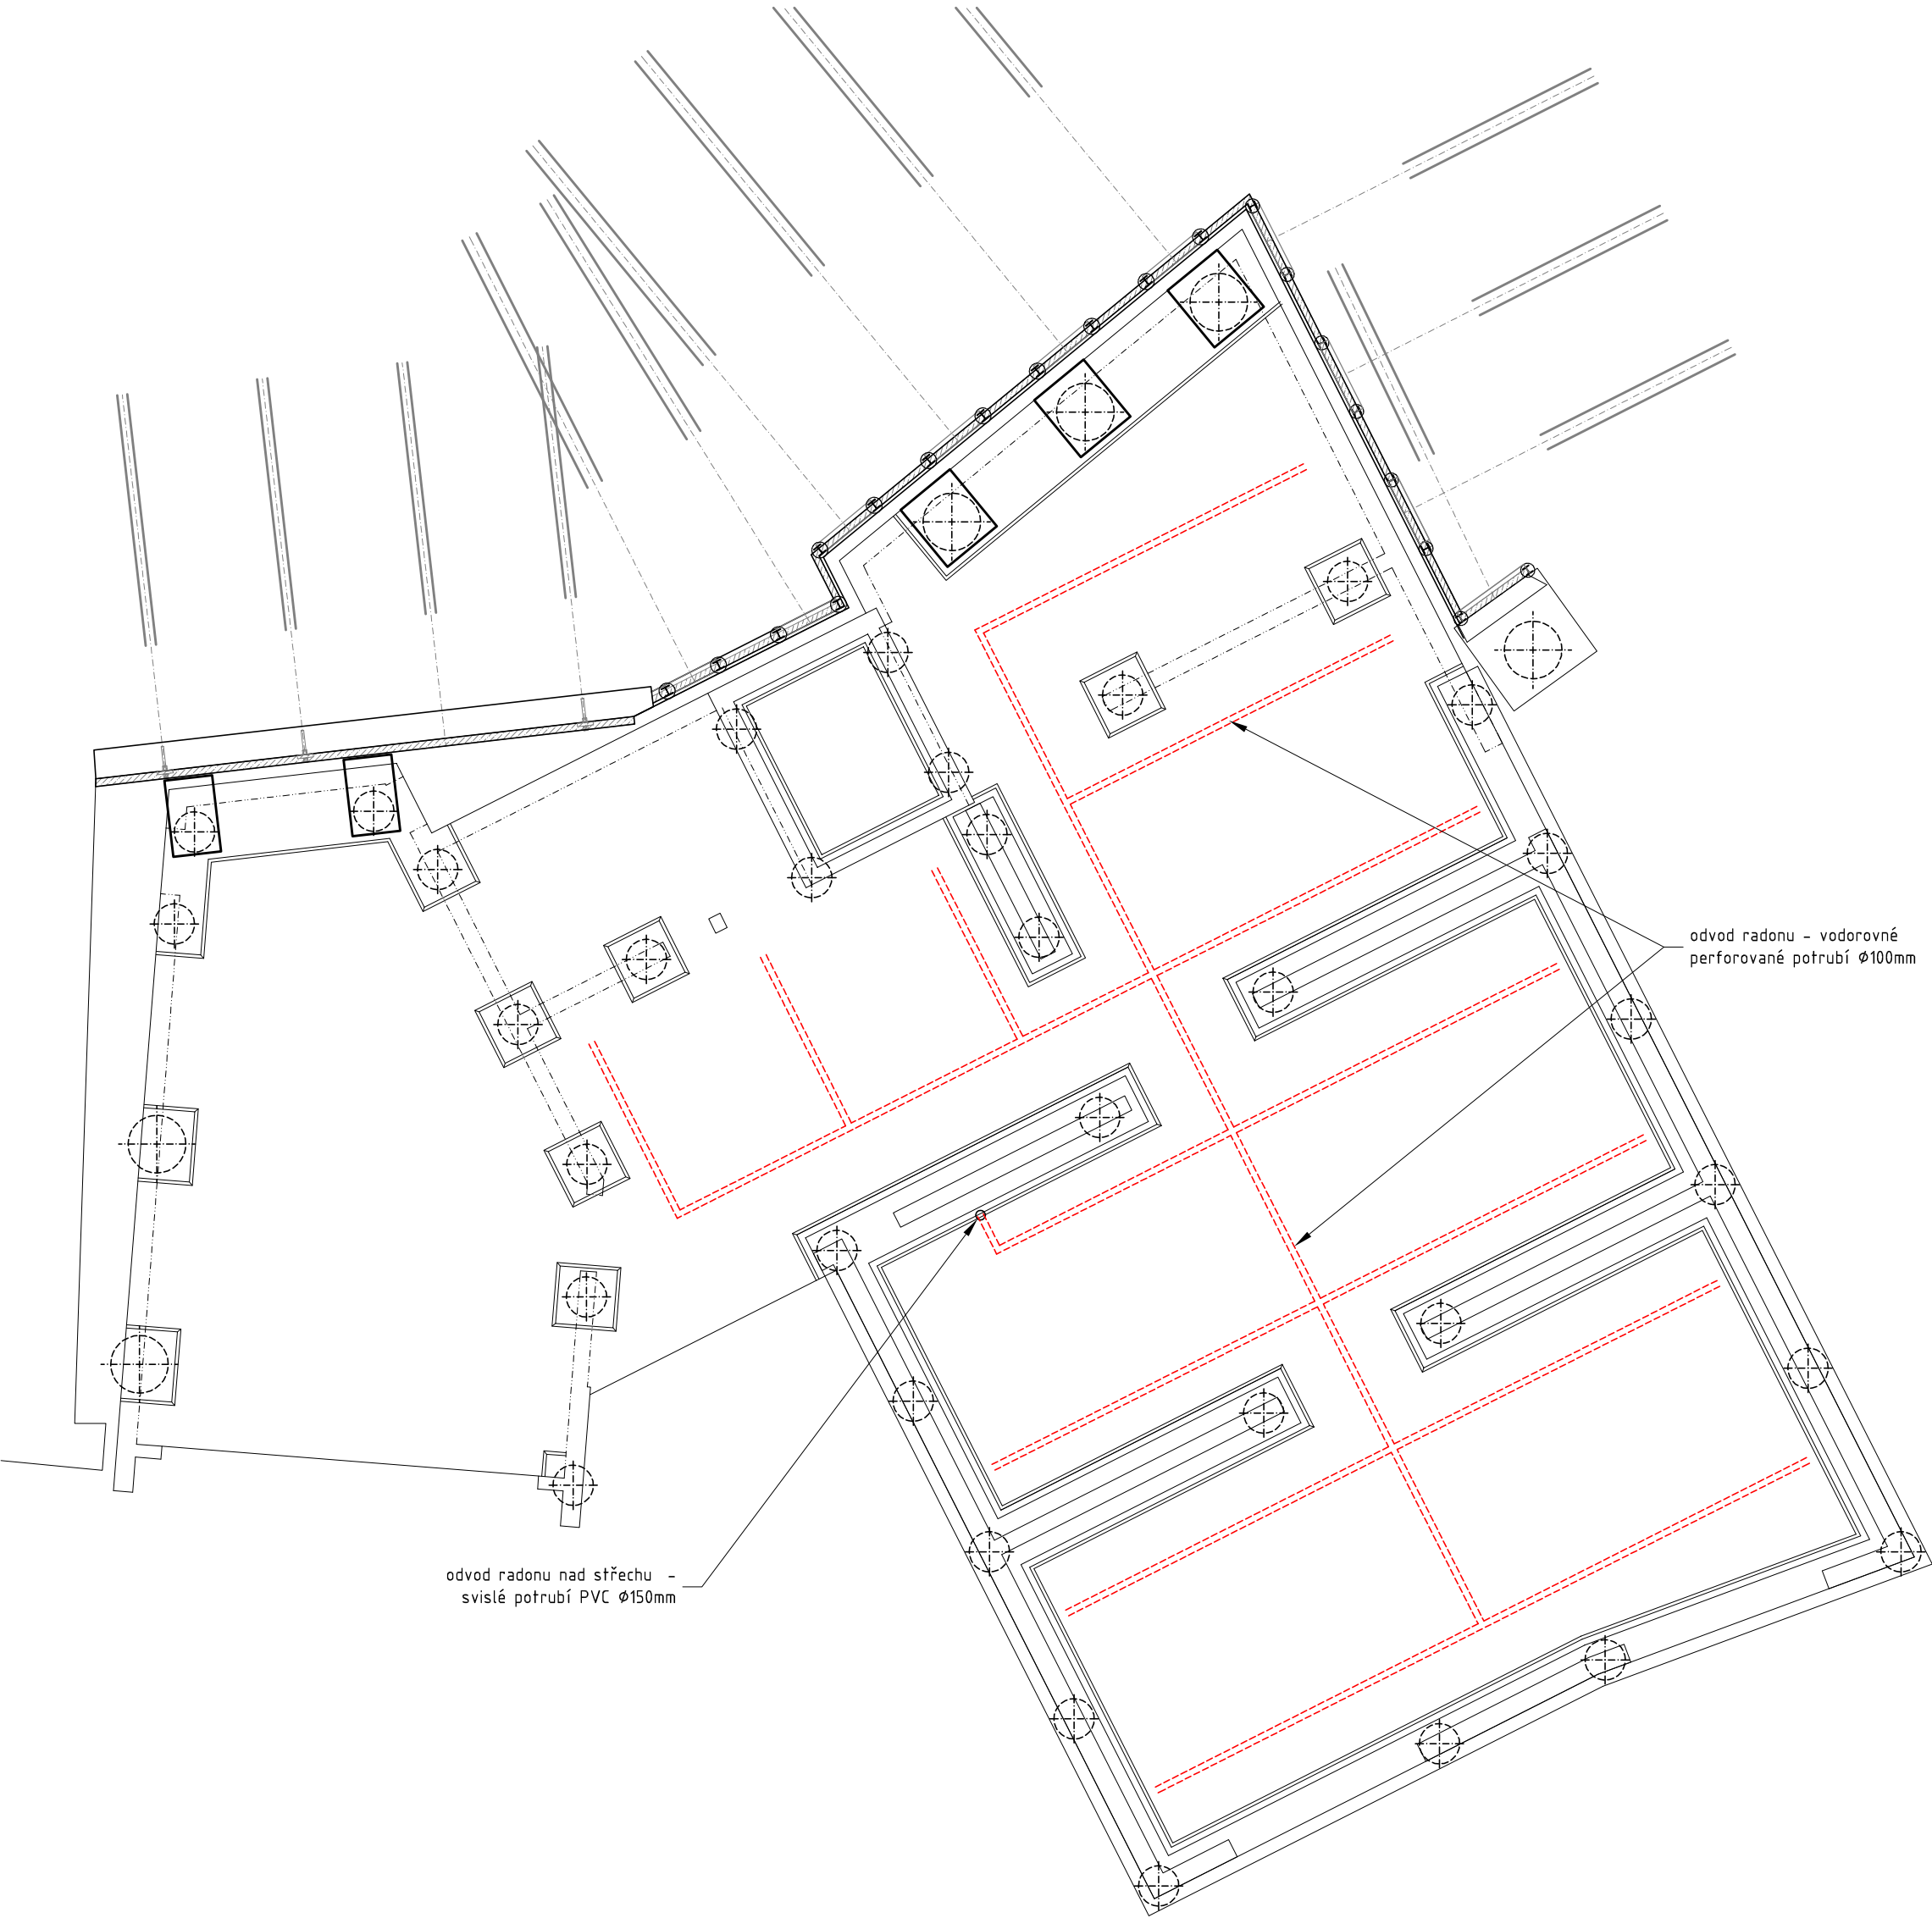 odvod radonu - vodorovné
perforované potrubí Ø100mm
odvod radonu nad střechu -
svislé potrubí PVC Ø150mm